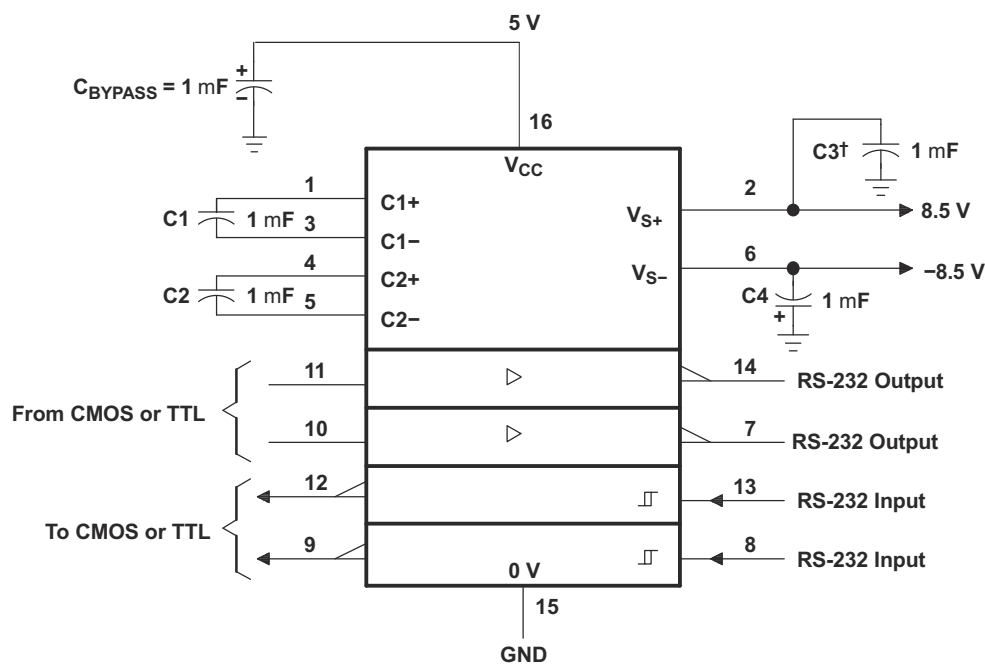 5 V
C_BYPASS = 1 mF
+
−
16
V_CC
C3†
1 mF
1
C1+
C1
1 mF
3
C1−
2
V_S+
8.5 V
4
C2+
C2
1 mF
5
C2−
6
V_S−
−8.5 V
C4
1 mF
+
From CMOS or TTL
11
14
RS-232 Output
10
7
RS-232 Output
To CMOS or TTL
12
13
RS-232 Input
9
8
RS-232 Input
0 V
15
GND